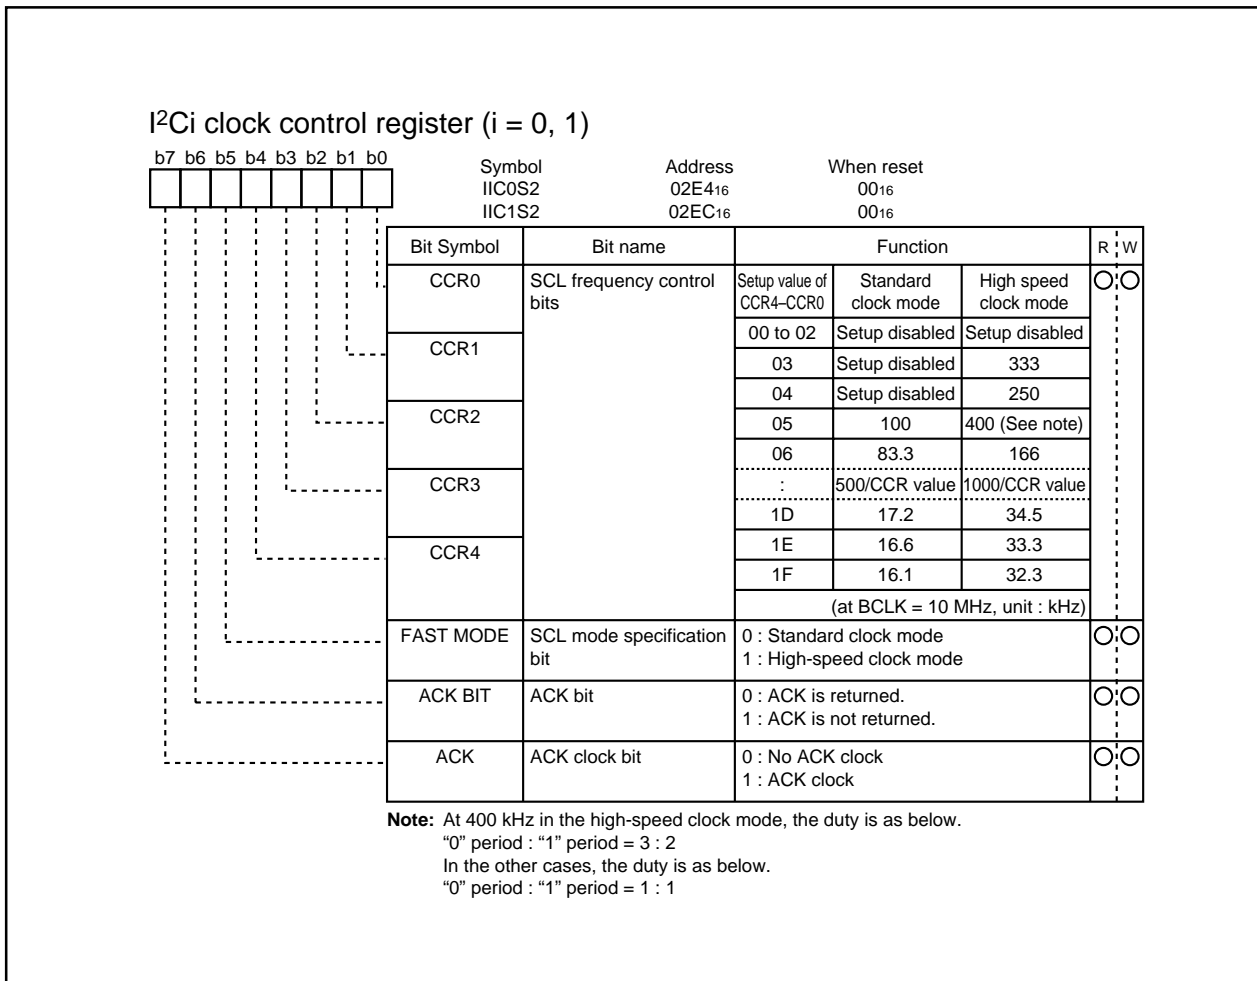 I2Ci clock control register (i = 0, 1)
b7 b6 b5 b4 b3 b2 b1 b0
Symbol Address When reset
IIC0S2 02E416 0016
IIC1S2 02EC16 0016
Bit Symbol Bit name Function R W
CCR0 SCL frequency control bits
CCR1
CCR2
CCR3
CCR4
Setup value of CCR4–CCR0 Standard clock mode High speed clock mode
00 to 02 Setup disabled Setup disabled
03 Setup disabled 333
04 Setup disabled 250
05 100 400 (See note)
06 83.3 166
: 500/CCR value 1000/CCR value
1D 17.2 34.5
1E 16.6 33.3
1F 16.1 32.3
(at BCLK = 10 MHz, unit : kHz)
FAST MODE SCL mode specification bit
0 : Standard clock mode
1 : High-speed clock mode
ACK BIT ACK bit
0 : ACK is returned.
1 : ACK is not returned.
ACK ACK clock bit
0 : No ACK clock
1 : ACK clock
Note: At 400 kHz in the high-speed clock mode, the duty is as below.
“0” period : “1” period = 3 : 2
In the other cases, the duty is as below.
“0” period : “1” period = 1 : 1